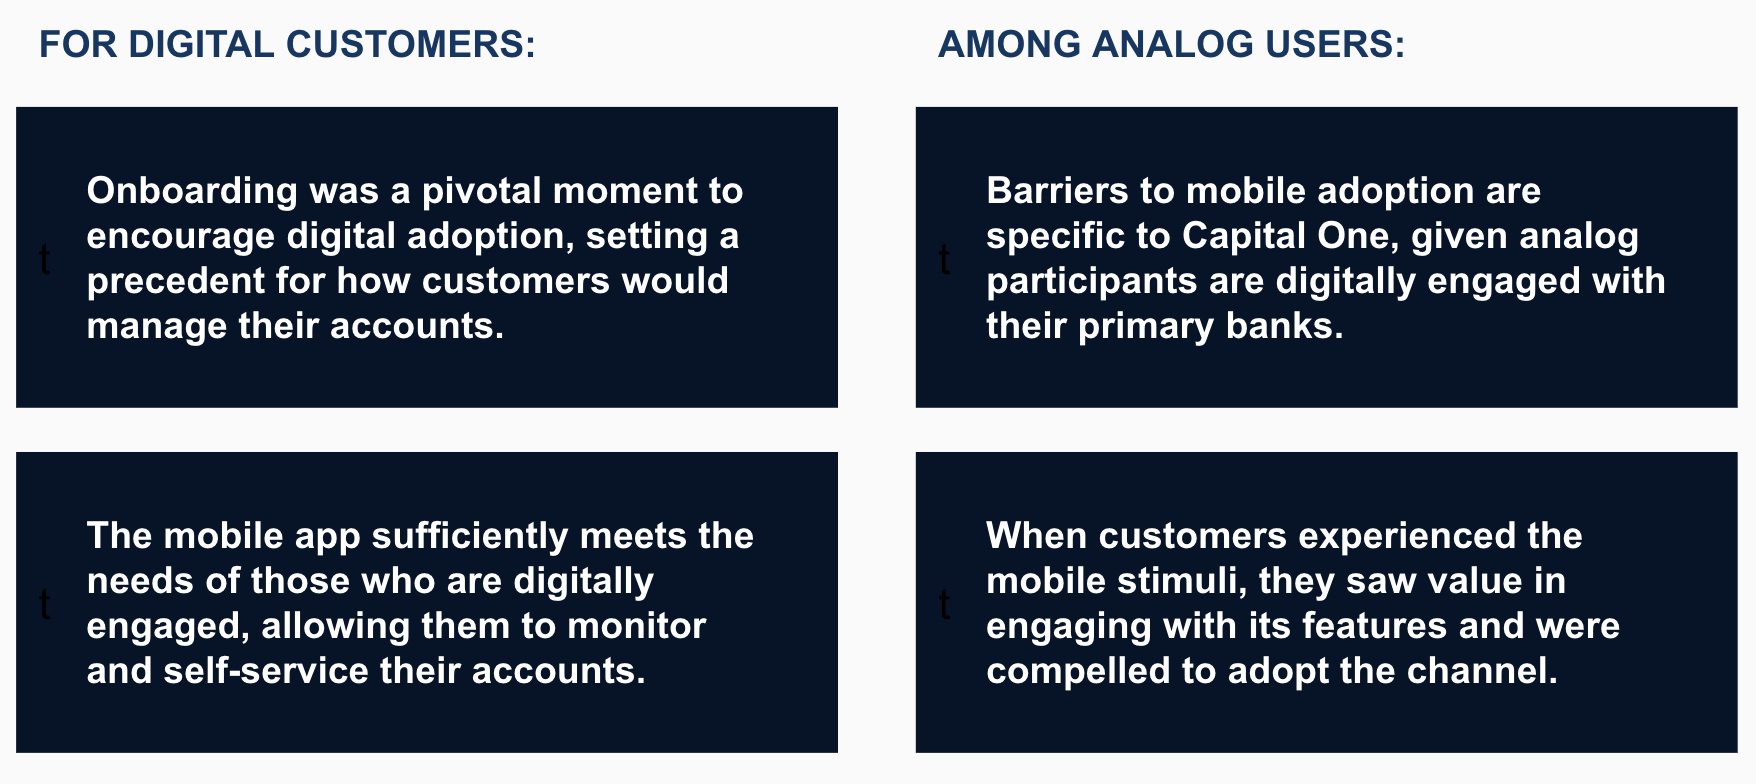 FOR DIGITAL CUSTOMERS:
Onboarding was a pivotal moment to
encourage digital adoption, setting a
t
precedent for how customers would
manage their accounts.
The mobile app sufficiently meets the
needs of those who are digitally
t
engaged, allowing them to monitor
and self-service their accounts.
AMONG ANALOG USERS:
Barriers to mobile adoption are
specific to Capital One, given analog
t
participants are digitally engaged with
their primary banks.
When customers experienced the
mobile stimuli, they saw value in
t
engaging with its features and were
compelled to adopt the channel.